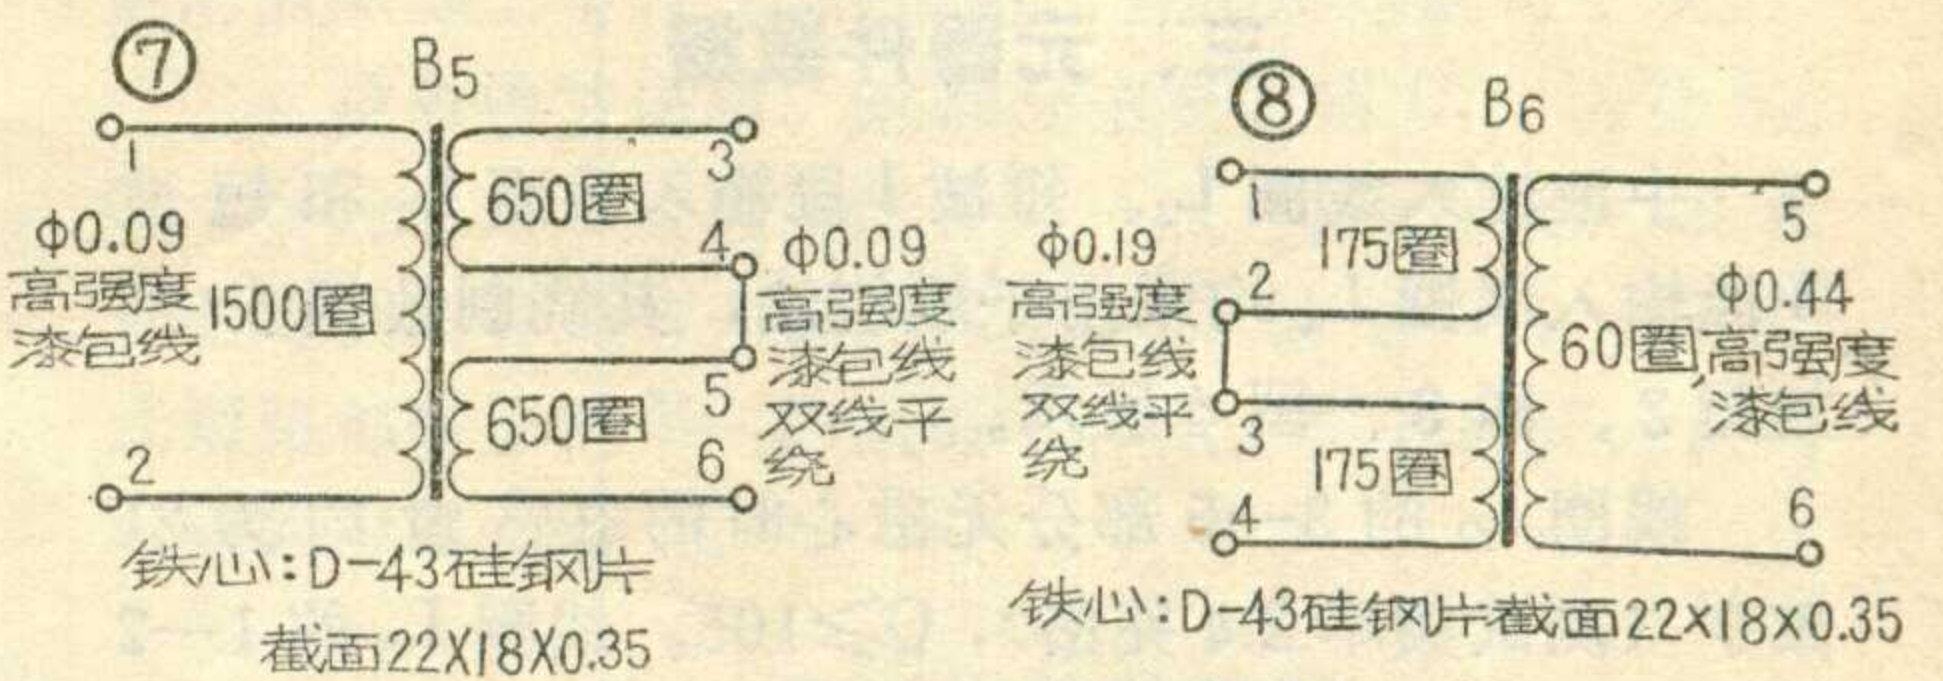 ⑦
B5
1
2
φ0.09
高强度
漆包线
1500圈
650圈
650圈
3
4
5
6
φ0.09
高强度
漆包线
双线平
绕
铁心:D-43硅钢片
截面22X18X0.35
⑧
B6
1
2
3
4
φ0.19
高强度
漆包线
双线平
绕
175圈
175圈
5
6
φ0.44
60圈,高强度
漆包线
铁心:D-43硅钢片截面22X18X0.35